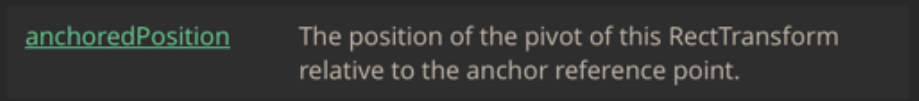 anchoredPosition The position of the pivot of this RectTransform
relative to the anchor reference point.